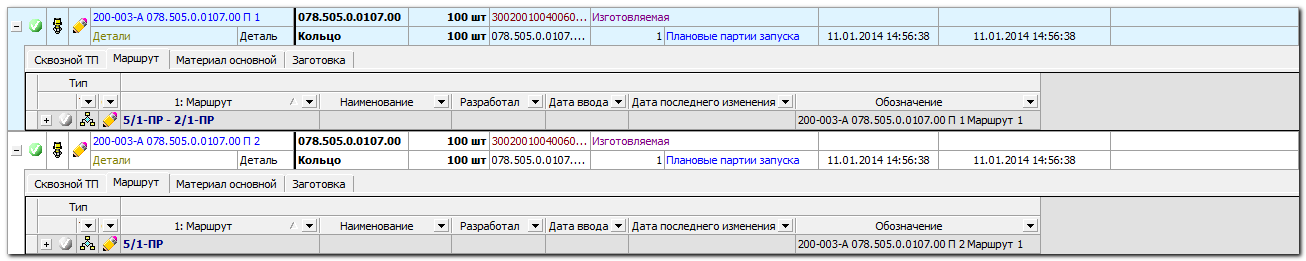 200-003-А 078.505.0.0107.00 П 1 078.505.0.0107.00 100 шт 30020010040060... Изготовляемая
Детали Деталь Кольцо 100 шт 078.505.0.0107.... 1 Плановые партии запуска 11.01.2014 14:56:38 11.01.2014 14:56:38
Сквозной ТП Маршрут Материал основной Заготовка
Тип
1: Маршрут Наименование Разработал Дата ввода Дата последнего изменения Обозначение
5/1-ПР - 2/1-ПР 200-003-А 078.505.0.0107.00 П 1 Маршрут 1
200-003-А 078.505.0.0107.00 П 2 078.505.0.0107.00 100 шт 30020010040060... Изготовляемая
Детали Деталь Кольцо 100 шт 078.505.0.0107.... 1 Плановые партии запуска 11.01.2014 14:56:38 11.01.2014 14:56:38
Сквозной ТП Маршрут Материал основной Заготовка
Тип
1: Маршрут Наименование Разработал Дата ввода Дата последнего изменения Обозначение
5/1-ПР 200-003-А 078.505.0.0107.00 П 2 Маршрут 1